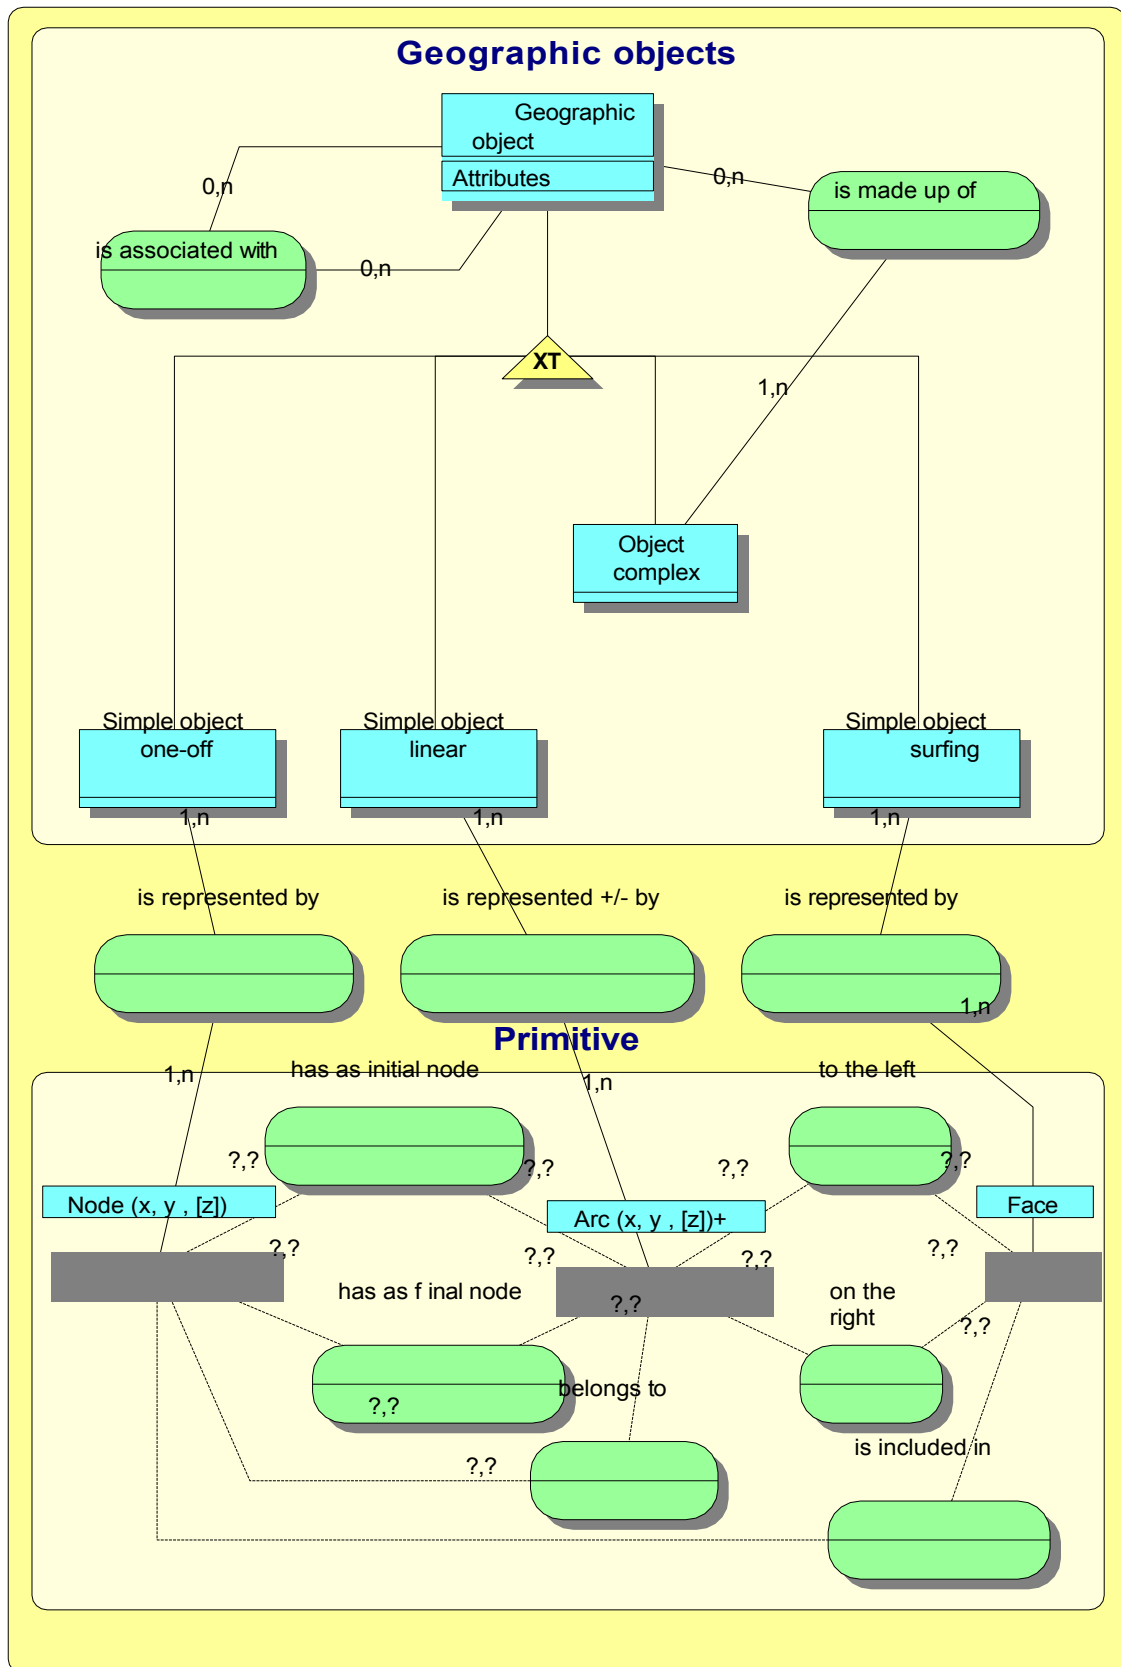 Geographic objects
Geographic
object
Attributes
0,n
0,n
is made up of
is associated with
0,n
XT
1,n
Object
complex
Simple object
one-off
Simple object
linear
Simple object
surfing
1,n
1,n
1,n
is represented by
is represented +/- by
is represented by
1,n
Primitive
has as initial node
to the left
1,n
1,n
?,?
?,?
?,?
?,?
Node (x, y , [z])
Arc (x, y , [z])+
Face
?,?
?,?
?,?
?,?
has as f inal node
?,?
on the
right
?,?
belongs to
?,?
is included in
?,?